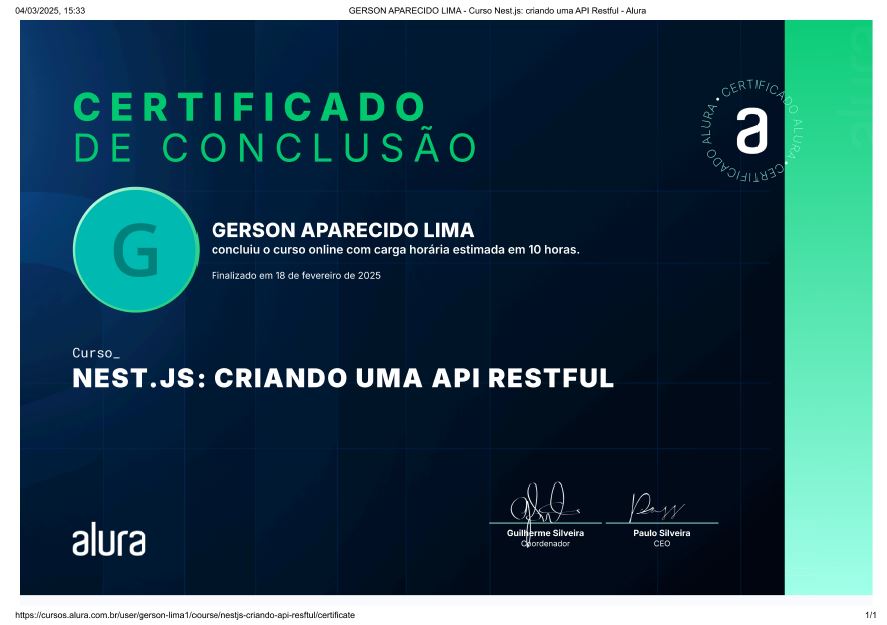 04/03/2025, 15:33
GERSON APARECIDO LIMA - Curso Nest.js: criando uma API Restful - Alura
CERTIFICADO
DE CONCLUSÃO
CERTIFICADO ALURA • CERTIFICADO ALURA •
a
alura
G
GERSON APARECIDO LIMA
concluiu o curso online com carga horária estimada em 10 horas.
Finalizado em 18 de fevereiro de 2025
Curso_
NEST.JS: CRIANDO UMA API RESTFUL
alura
Guilherme Silveira
Coordenador
Paulo Silveira
CEO
https://cursos.alura.com.br/user/gerson-lima1/course/nestjs-criando-api-resftul/certificate
1/1